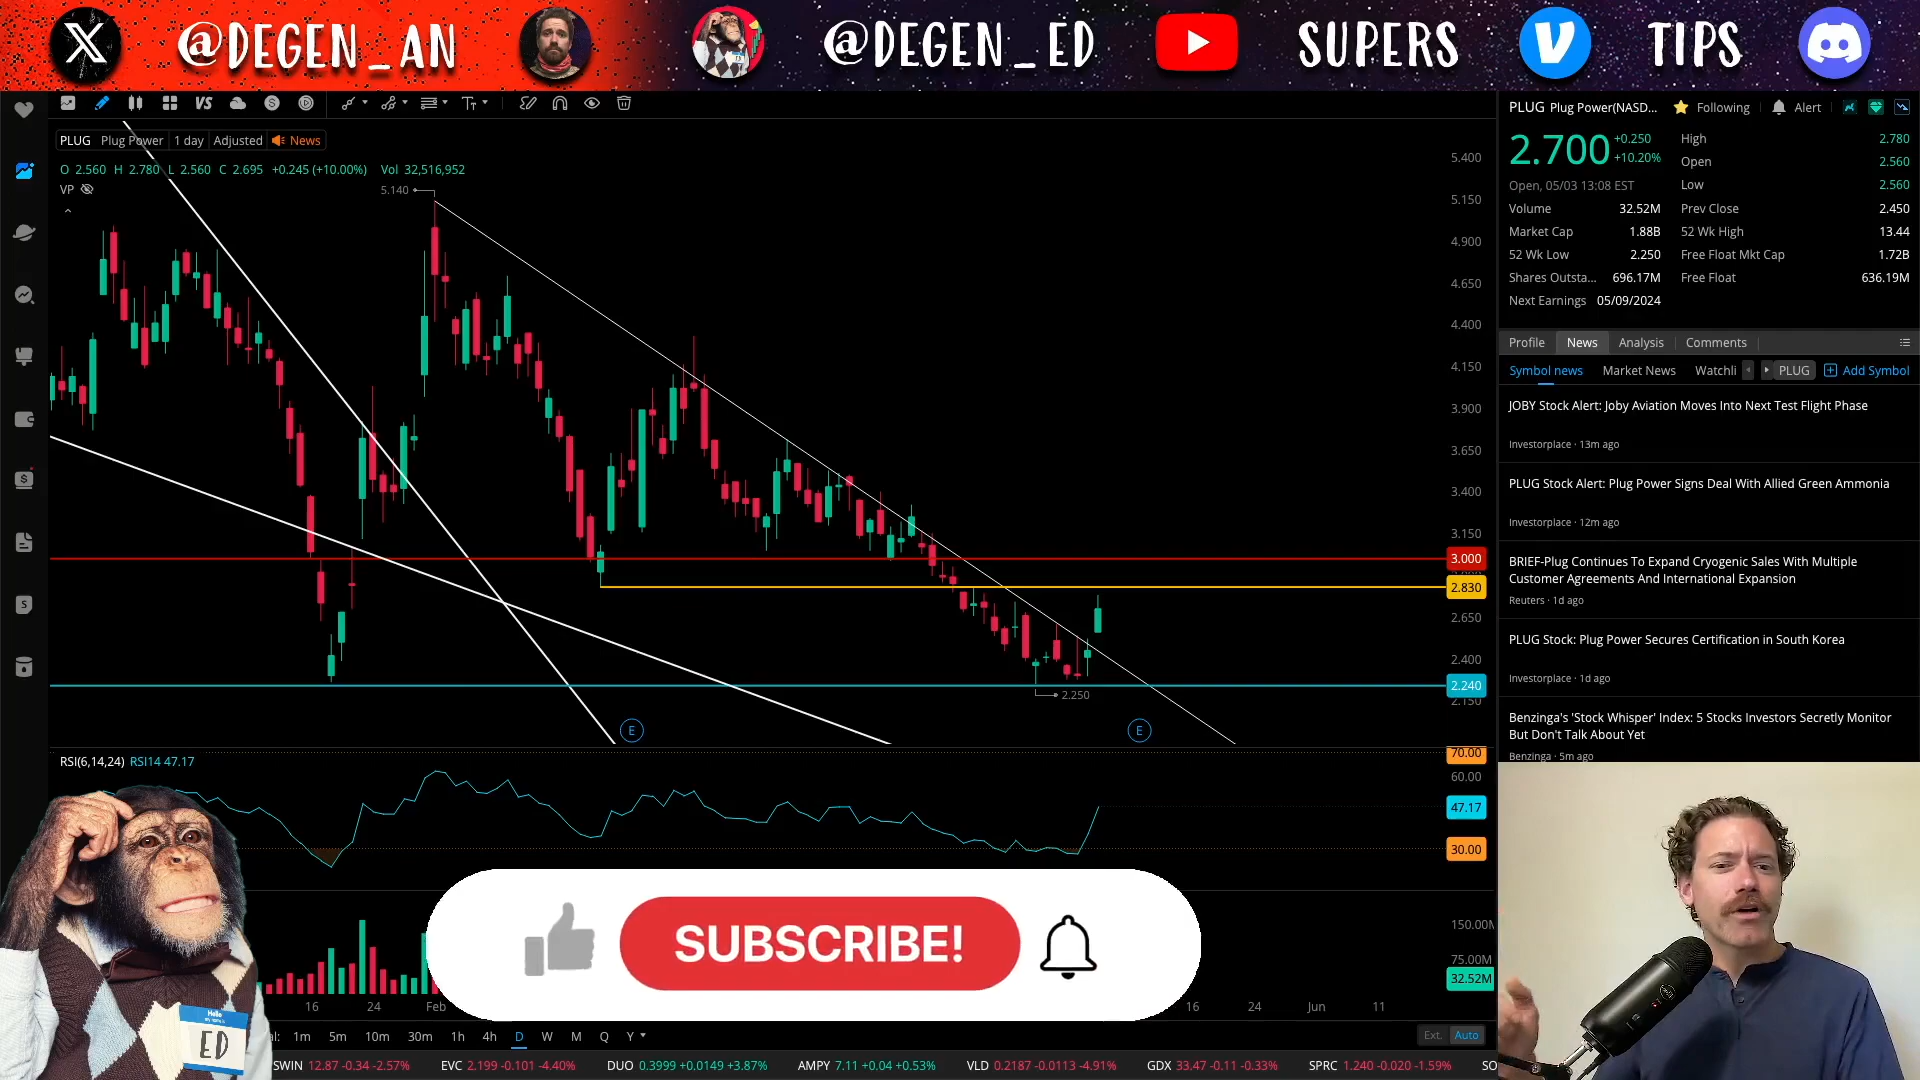 @DEGEN_AN
@DEGEN_ED
SUPERS
TIPS
VS
PLUG Plug Power 1 day Adjusted News
O 2.560 H 2.780 L 2.560 C 2.695 +0.245 (+10.00%) Vol 32,516,952
VP
5.140
5.400
5.150
4.900
4.650
4.400
4.150
3.900
3.650
3.400
3.150
3.000
2.830
2.650
2.400
2.240
2.150
2.250
E
E
RSI(6,14,24) RSI14 47.17
70.00
60.00
47.17
30.00
150.00M
75.00M
32.52M
SUBSCRIBE!
16 24 Feb 16 24 Jun 11
1m 5m 10m 30m 1h 4h D W M Q Y
Ext. Auto
Hello
ED
SWIN 12.87 -0.34 -2.57% EVC 2.199 -0.101 -4.40% DUO 0.3999 +0.0149 +3.87% AMPY 7.11 +0.04 +0.53% VLD 0.2187 -0.0113 -4.91% GDX 33.47 -0.11 -0.33% SPRC 1.240 -0.020 -1.59% SO
PLUG Plug Power(NASD... Following Alert
2.700 +0.250
+10.20%
Open, 05/03 13:08 EST
High 2.780
Open 2.560
Low 2.560
Volume 32.52M Prev Close 2.450
Market Cap 1.88B 52 Wk High 13.44
52 Wk Low 2.250 Free Float Mkt Cap 1.72B
Shares Outsta... 696.17M Free Float 636.19M
Next Earnings 05/09/2024
Profile News Analysis Comments
Symbol news Market News Watchli PLUG Add Symbol
JOBY Stock Alert: Joby Aviation Moves Into Next Test Flight Phase
Investorplace · 13m ago
PLUG Stock Alert: Plug Power Signs Deal With Allied Green Ammonia
Investorplace · 12m ago
BRIEF-Plug Continues To Expand Cryogenic Sales With Multiple
Customer Agreements And International Expansion
Reuters · 1d ago
PLUG Stock: Plug Power Secures Certification in South Korea
Investorplace · 1d ago
Benzinga's 'Stock Whisper' Index: 5 Stocks Investors Secretly Monitor
But Don't Talk About Yet
Benzinga · 5m ago